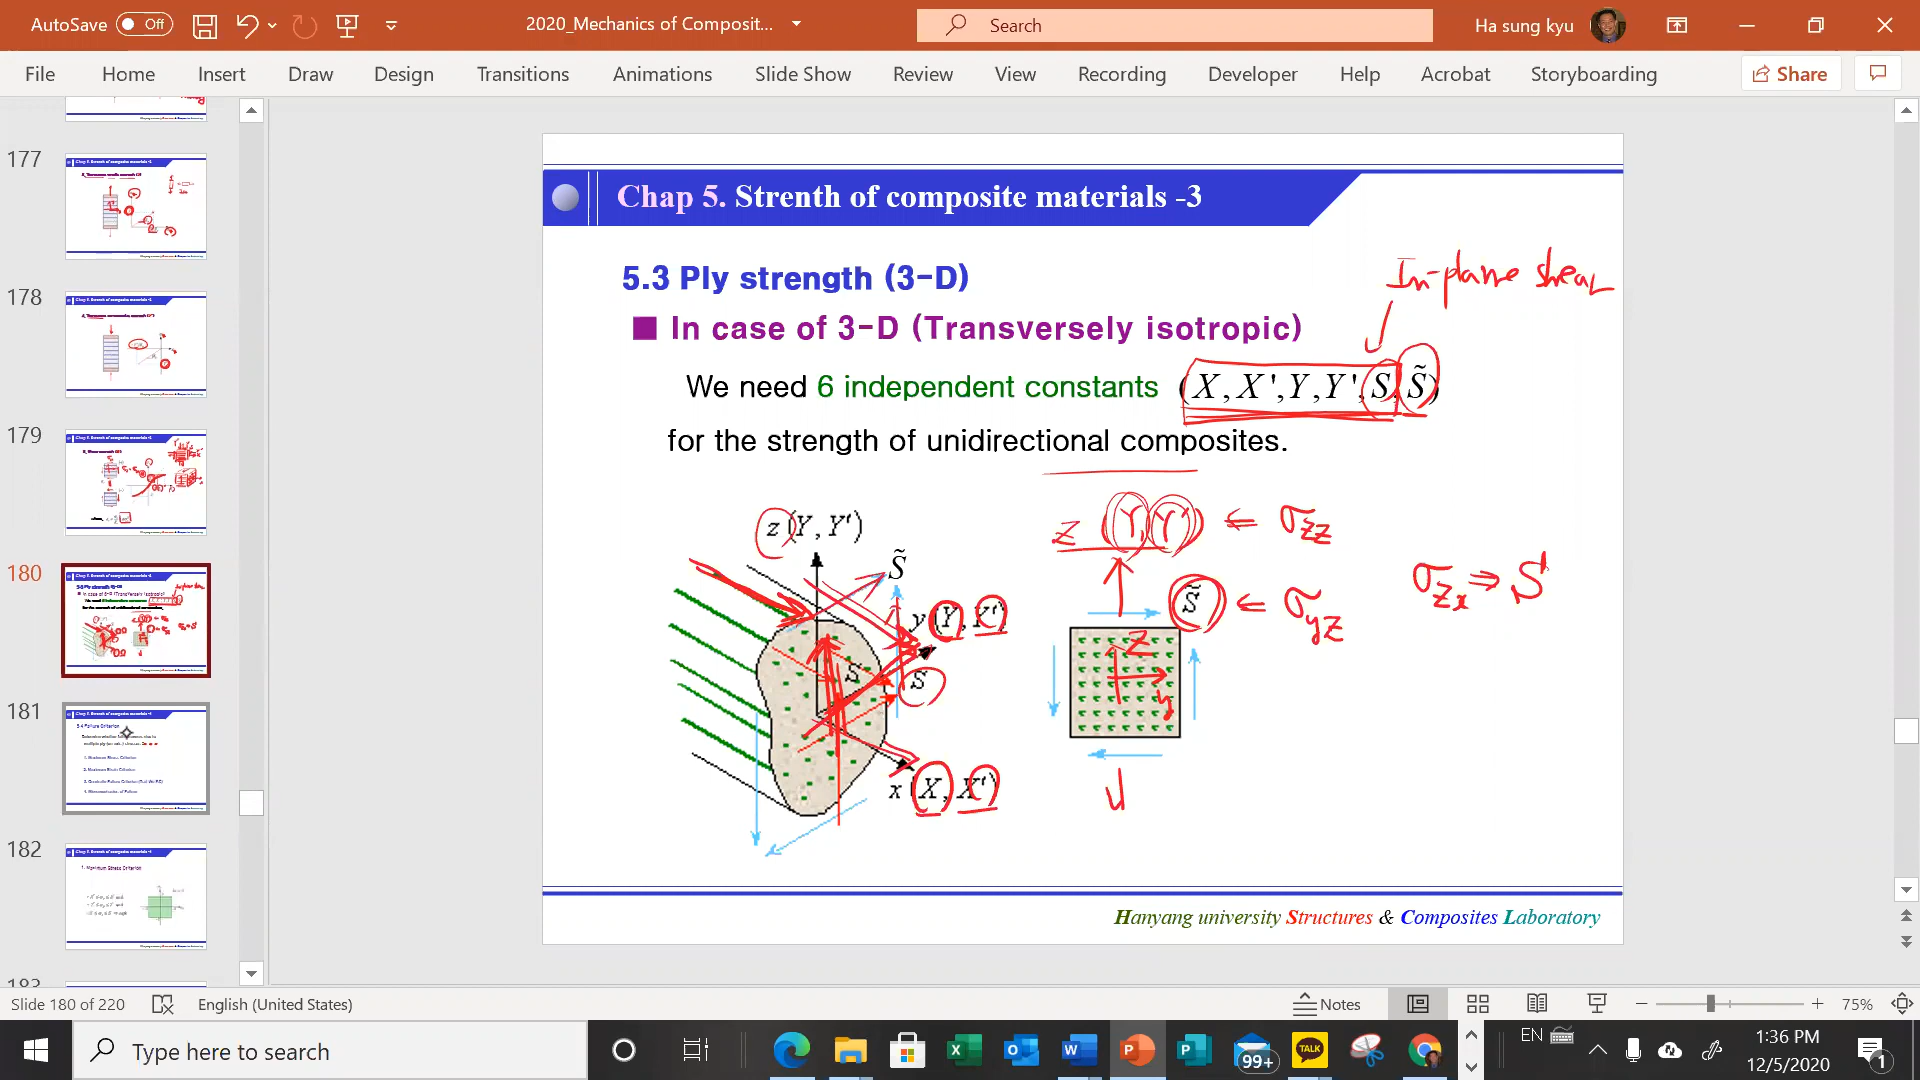 AutoSave Off
2020_Mechanics of Composit...
Search
Ha sung kyu
File Home Insert Draw Design Transitions Animations Slide Show Review View Recording Developer Help Acrobat Storyboarding Share
177
178
179
180
181
182
Chap 5. Strenth of composite materials -3
5.3 Ply strength (3-D)
In-plane shear
■ In case of 3-D (Transversely isotropic)
We need 6 independent constants (X, X', Y, Y', S, S̃)
for the strength of unidirectional composites.
z (Y, Y')
z (Y, Y') ⇐ σzz
S̃
S̃ ⇐ σyz
σzx ⇒ S
y (Y, Y')
S
S
z
y
x (X, X')
Hanyang university Structures & Composites Laboratory
Slide 180 of 220
English (United States)
Notes
75%
Type here to search
99+
TALK
EN
1:36 PM
12/5/2020
1